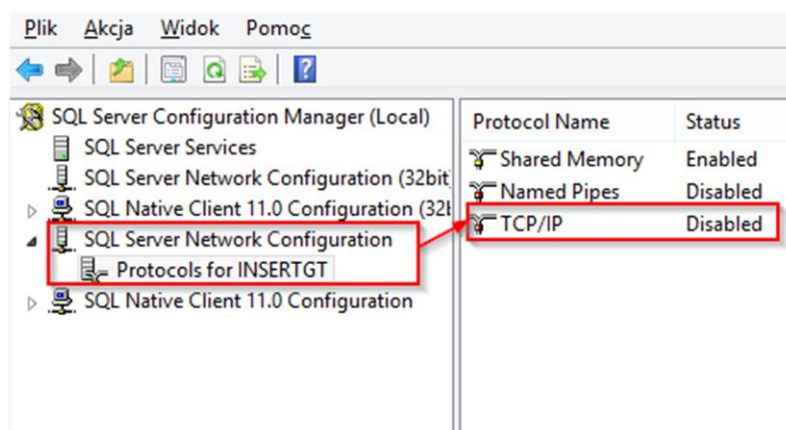 Plik Akcja Widok Pomoc
SQL Server Configuration Manager (Local)
SQL Server Services
SQL Server Network Configuration (32bit
SQL Native Client 11.0 Configuration (32b
SQL Server Network Configuration
Protocols for INSERTGT
SQL Native Client 11.0 Configuration
Protocol Name Status
Shared Memory Enabled
Named Pipes Disabled
TCP/IP Disabled